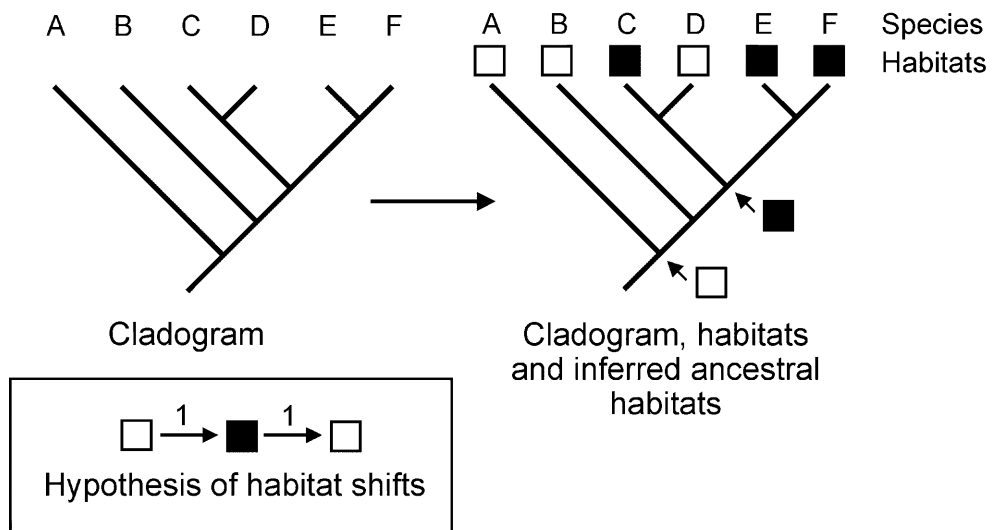 A B C D E F
A B C D E F Species
Habitats
Cladogram
Cladogram, habitats
and inferred ancestral
habitats
1 1
Hypothesis of habitat shifts